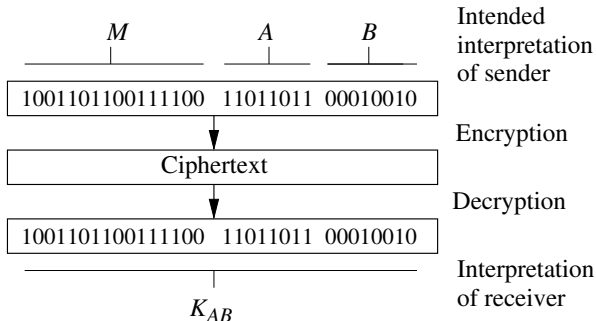 M A B
Intended
interpretation
of sender
1001101100111100 11011011 00010010
Encryption
Ciphertext
Decryption
1001101100111100 11011011 00010010
Interpretation
of receiver
K_AB